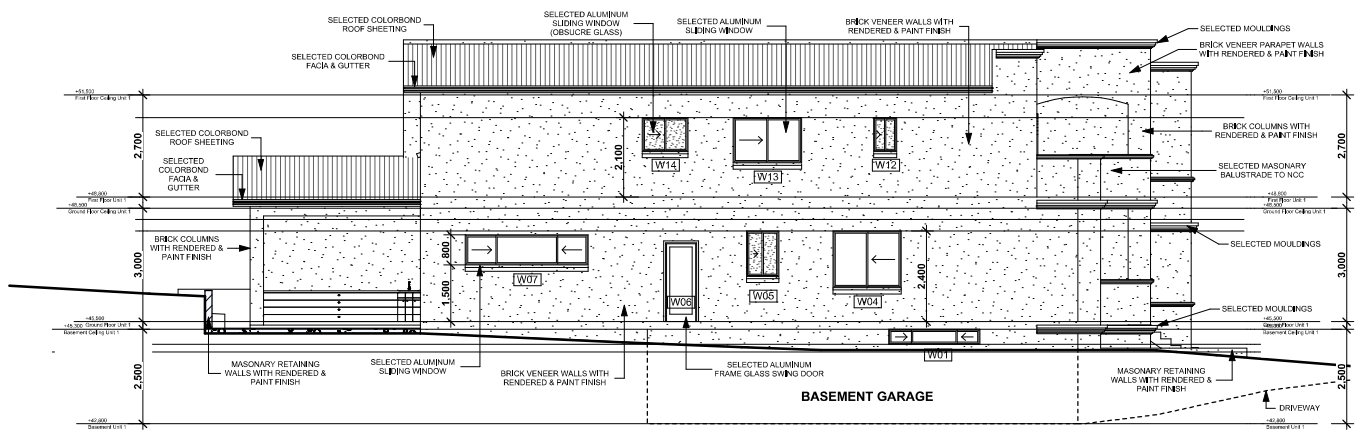 SELECTED COLORBOND
ROOF SHEETING
SELECTED ALUMINUM
SLIDING WINDOW
(OBSUCRE GLASS)
SELECTED ALUMINUM
SLIDING WINDOW
BRICK VENEER WALLS WITH
RENDERED & PAINT FINISH
SELECTED MOULDINGS
BRICK VENEER PARAPET WALLS
WITH RENDERED & PAINT FINISH
SELECTED COLORBOND
FACIA & GUTTER
+51,500
First Floor Ceiling Unit 1
+51,500
First Floor Ceiling Unit 1
SELECTED COLORBOND
ROOF SHEETING
2,700
2,100
W14
W13
W12
BRICK COLUMNS WITH
RENDERED & PAINT FINISH
2,700
SELECTED
COLORBOND
FACIA &
GUTTER
SELECTED MASONARY
BALUSTRADE TO NCC
+48,800
First Floor Unit 1
+48,800
First Floor Unit 1
+48,500
Ground Floor Ceiling Unit 1
+48,500
Ground Floor Ceiling Unit 1
BRICK COLUMNS
WITH RENDERED &
PAINT FINISH
3,000
800
1,500
W07
W06
W05
W04
2,400
SELECTED MOULDINGS
3,000
SELECTED MOULDINGS
+45,500
Ground Floor Unit 1
+45,500
Ground Floor Unit 1
+45,300
Basement Ceiling Unit 1
Basement Ceiling Unit 1
W01
2,500
MASONARY RETAINING
WALLS WITH RENDERED &
PAINT FINISH
SELECTED ALUMINUM
SLIDING WINDOW
BRICK VENEER WALLS WITH
RENDERED & PAINT FINISH
SELECTED ALUMINUM
FRAME GLASS SWING DOOR
MASONARY RETAINING
WALLS WITH RENDERED &
PAINT FINISH
2,500
BASEMENT GARAGE
DRIVEWAY
+42,800
Basement Unit 1
+42,800
Basement Unit 1